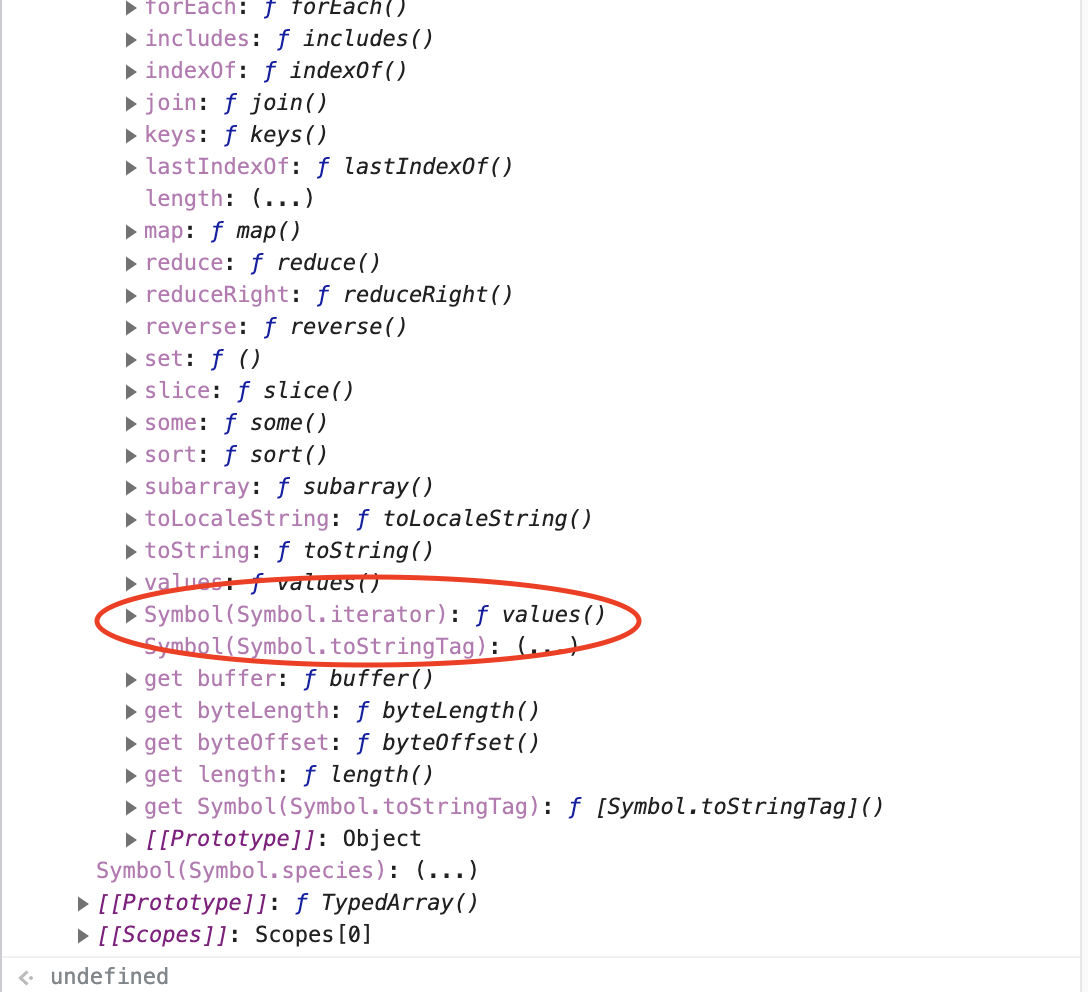 forEach: ƒ forEach()
includes: ƒ includes()
indexOf: ƒ indexOf()
join: ƒ join()
keys: ƒ keys()
lastIndexOf: ƒ lastIndexOf()
length: (...)
map: ƒ map()
reduce: ƒ reduce()
reduceRight: ƒ reduceRight()
reverse: ƒ reverse()
set: ƒ ()
slice: ƒ slice()
some: ƒ some()
sort: ƒ sort()
subarray: ƒ subarray()
toLocaleString: ƒ toLocaleString()
toString: ƒ toString()
values: ƒ values()
Symbol(Symbol.iterator): ƒ values()
Symbol(Symbol.toStringTag): (...)
get buffer: ƒ buffer()
get byteLength: ƒ byteLength()
get byteOffset: ƒ byteOffset()
get length: ƒ length()
get Symbol(Symbol.toStringTag): ƒ [Symbol.toStringTag]()
[[Prototype]]: Object
Symbol(Symbol.species): (...)
[[Prototype]]: ƒ TypedArray()
[[Scopes]]: Scopes[0]
undefined